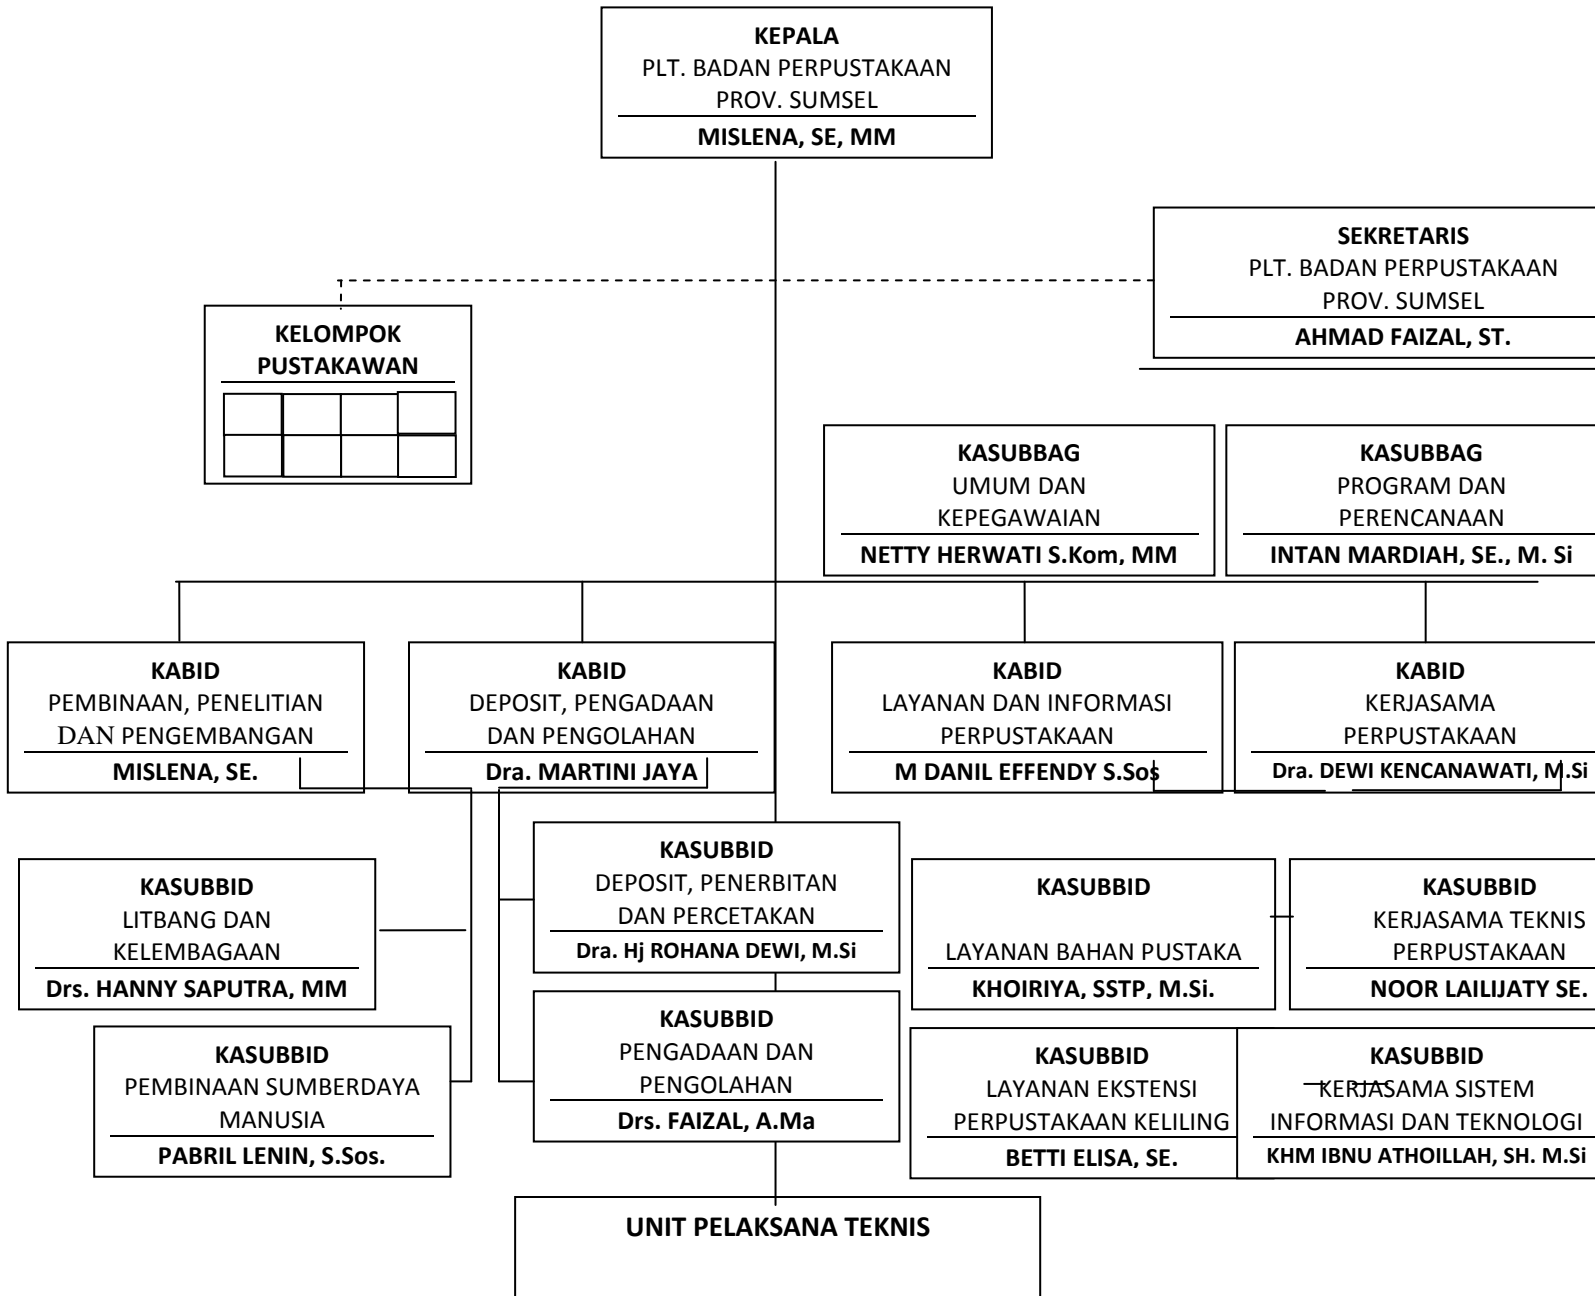 KEPALA
PLT. BADAN PERPUSTAKAAN
PROV. SUMSEL
MISLENA, SE, MM
SEKRETARIS
PLT. BADAN PERPUSTAKAAN
PROV. SUMSEL
AHMAD FAIZAL, ST.
KELOMPOK
PUSTAKAWAN
KASUBBAG
UMUM DAN
KEPEGAWAIAN
NETTY HERWATI S.Kom, MM
KASUBBAG
PROGRAM DAN
PERENCANAAN
INTAN MARDIAH, SE., M. Si
KABID
PEMBINAAN, PENELITIAN
DAN PENGEMBANGAN
MISLENA, SE.
KABID
DEPOSIT, PENGADAAN
DAN PENGOLAHAN
Dra. MARTINI JAYA
KABID
LAYANAN DAN INFORMASI
PERPUSTAKAAN
M DANIL EFFENDY S.Sos
KABID
KERJASAMA
PERPUSTAKAAN
Dra. DEWI KENCANAWATI, M.Si
KASUBBID
LITBANG DAN
KELEMBAGAAN
Drs. HANNY SAPUTRA, MM
KASUBBID
DEPOSIT, PENERBITAN
DAN PERCETAKAN
Dra. Hj ROHANA DEWI, M.Si
KASUBBID
LAYANAN BAHAN PUSTAKA
KHOIRIYA, SSTP, M.Si.
KASUBBID
KERJASAMA TEKNIS
PERPUSTAKAAN
NOOR LAILIJATY SE.
KASUBBID
PEMBINAAN SUMBERDAYA
MANUSIA
PABRIL LENIN, S.Sos.
KASUBBID
PENGADAAN DAN
PENGOLAHAN
Drs. FAIZAL, A.Ma
KASUBBID
LAYANAN EKSTENSI
PERPUSTAKAAN KELILING
BETTI ELISA, SE.
KASUBBID
KERJASAMA SISTEM
INFORMASI DAN TEKNOLOGI
KHM IBNU ATHOILLAH, SH. M.Si
UNIT PELAKSANA TEKNIS